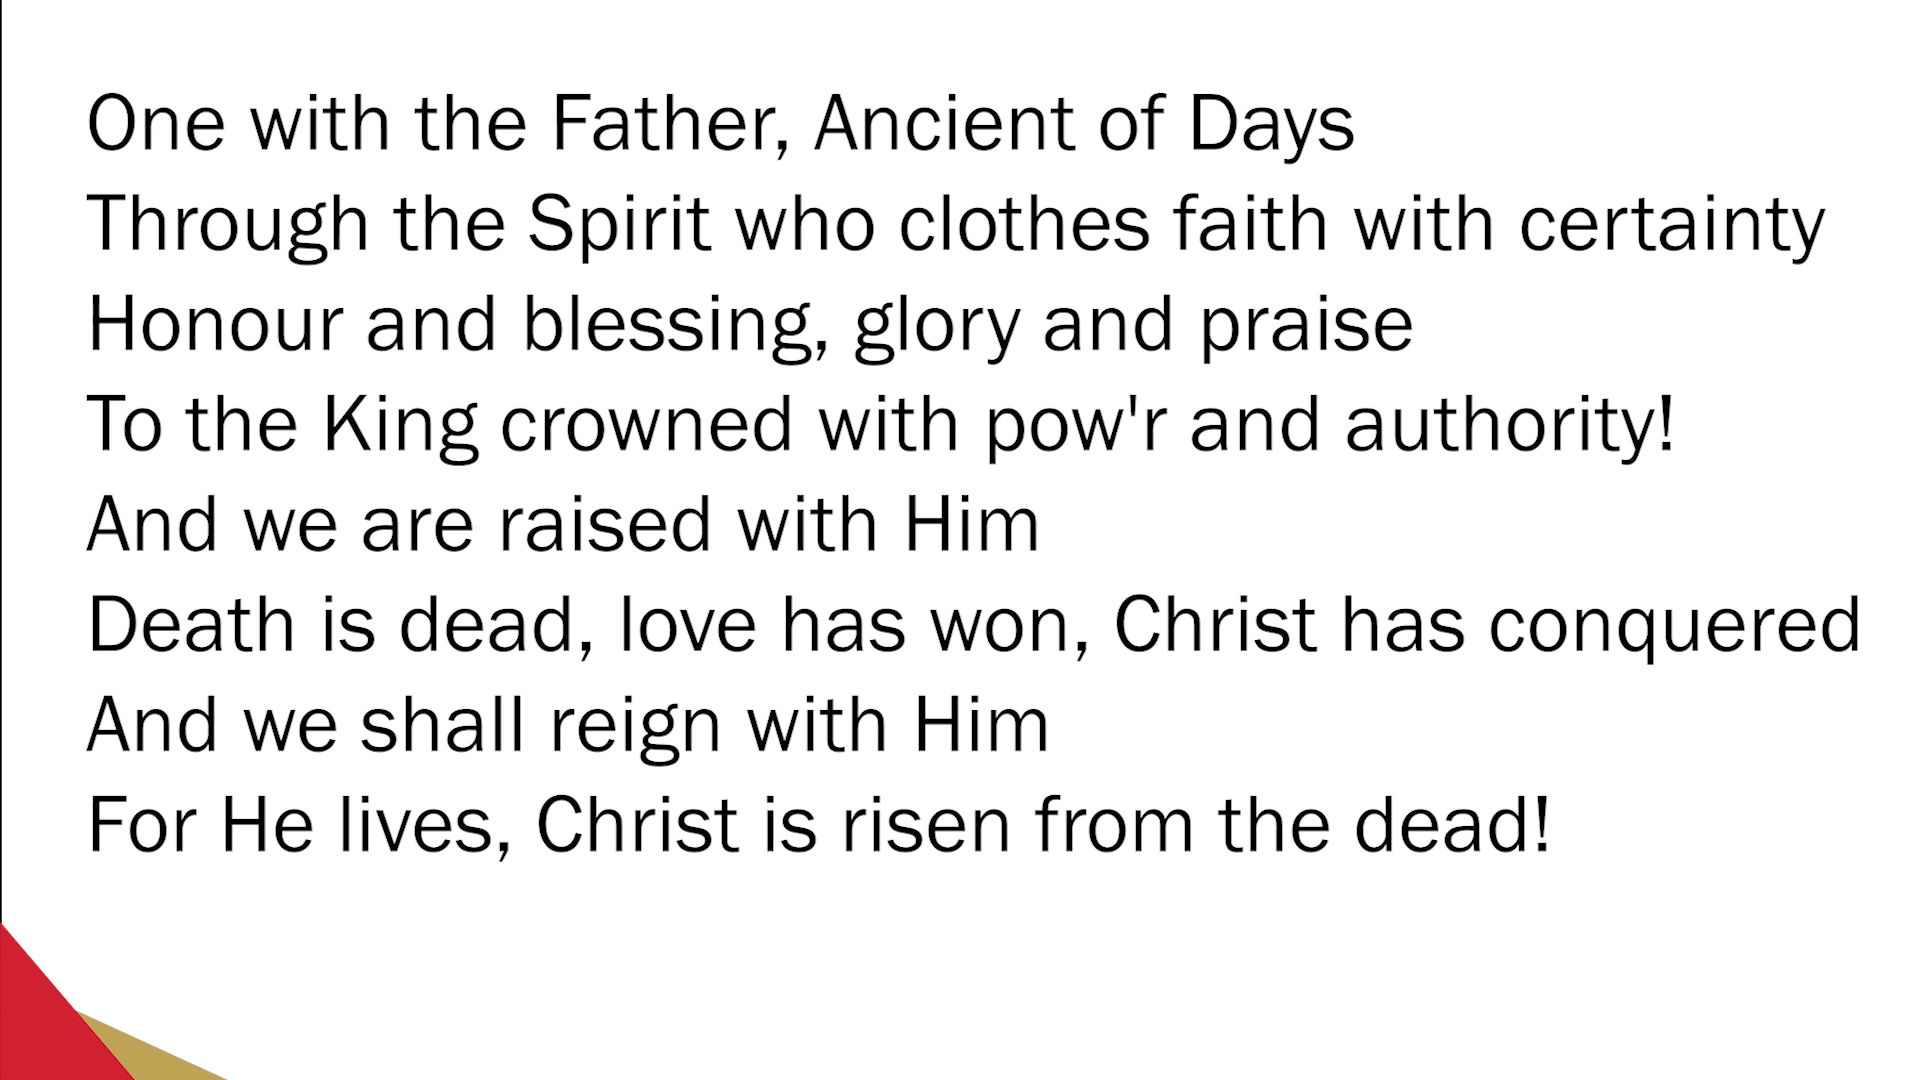 One with the Father, Ancient of Days
Through the Spirit who clothes faith with certainty
Honour and blessing, glory and praise
To the King crowned with pow'r and authority!
And we are raised with Him
Death is dead, love has won, Christ has conquered
And we shall reign with Him
For He lives, Christ is risen from the dead!